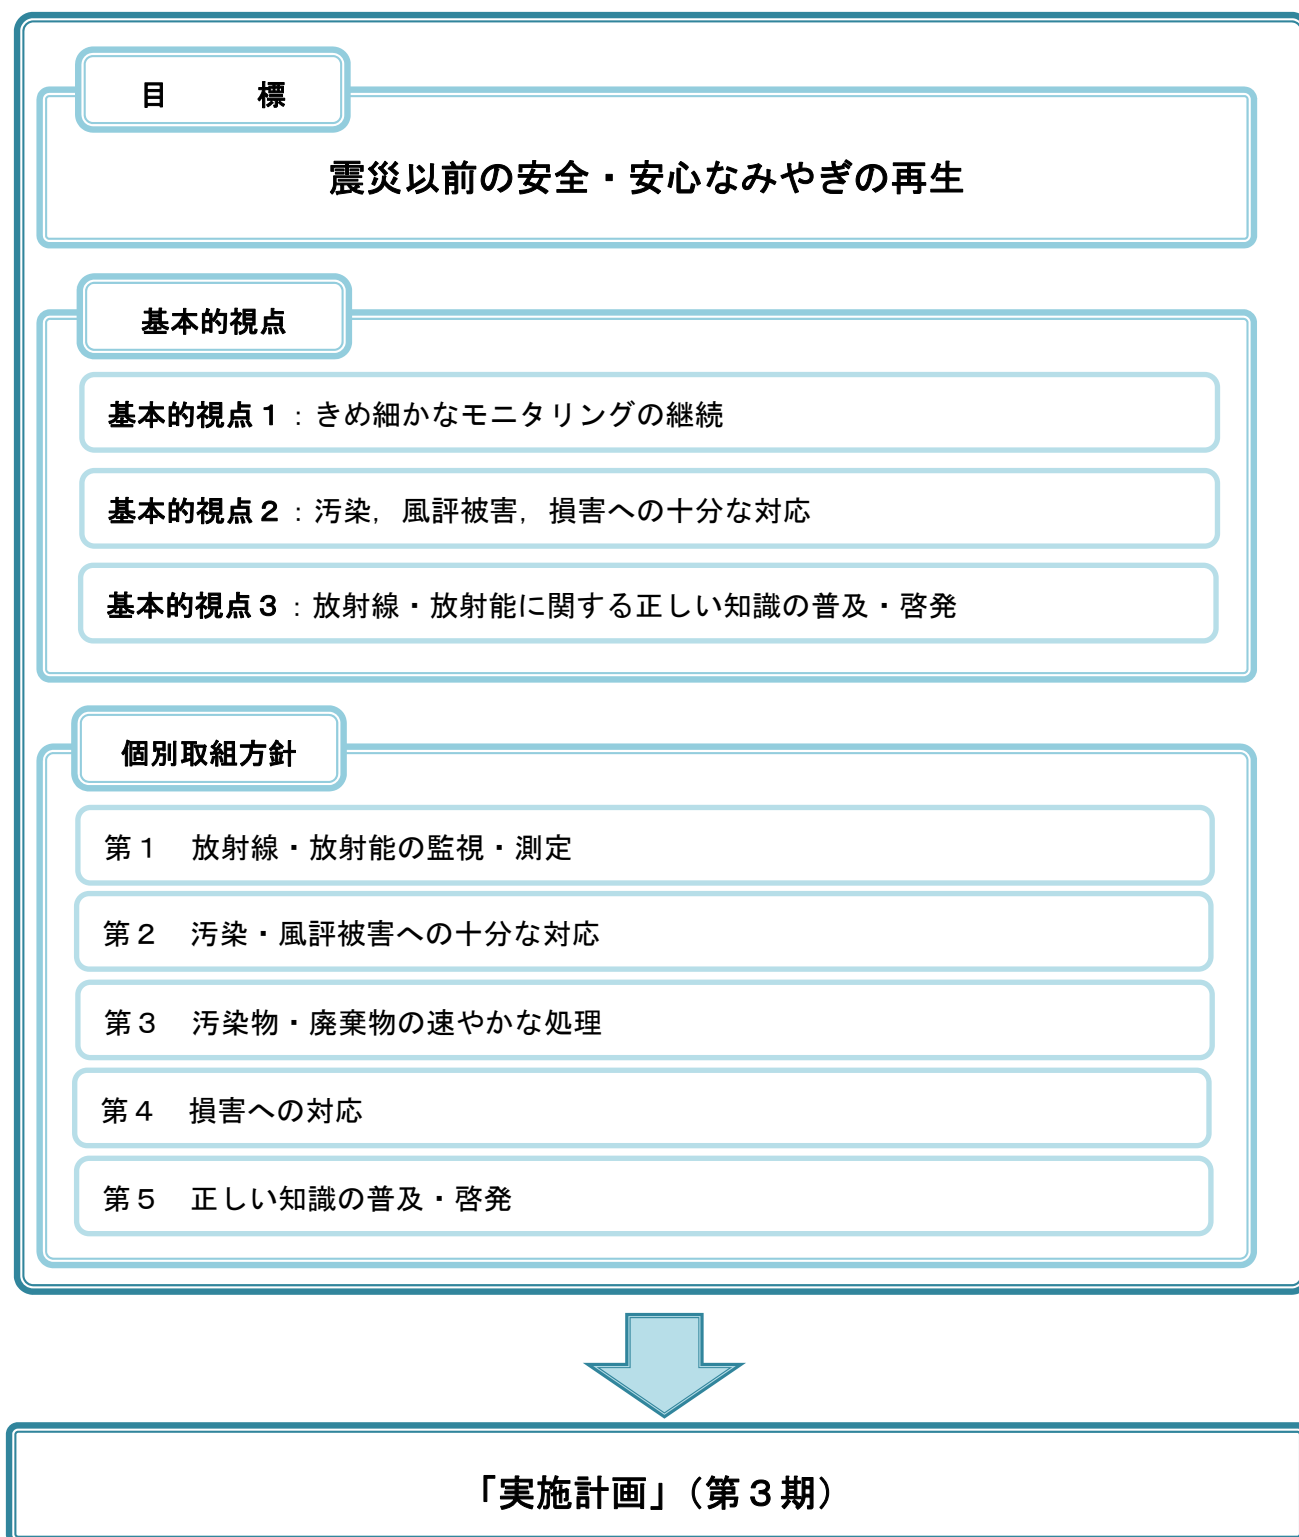 目　　　標
震災以前の安全・安心なみやぎの再生
基本的視点
基本的視点１：きめ細かなモニタリングの継続
基本的視点２：汚染，風評被害，損害への十分な対応
基本的視点３：放射線・放射能に関する正しい知識の普及・啓発
個別取組方針
第１　放射線・放射能の監視・測定
第２　汚染・風評被害への十分な対応
第３　汚染物・廃棄物の速やかな処理
第４　損害への対応
第５　正しい知識の普及・啓発
「実施計画」（第３期）